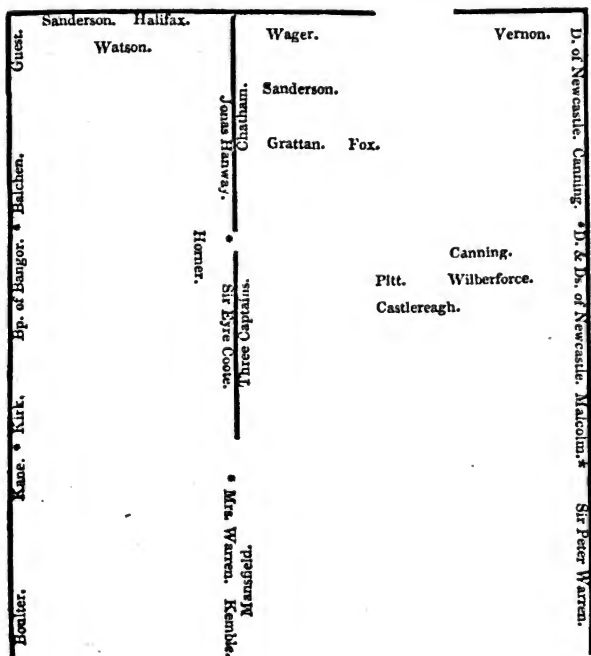 Sanderson. Halifax.
Watson.
Wager.
Vernon.
Sanderson.
Grattan. Fox.
Canning.
Pitt. Wilberforce.
Castlereagh.
Boulter. Kane. * Kirk. Bp. of Bangor. * Balchen. Guest.
Horner.
Jonas Hanway. * Sir Eyre Coote. * Mrs. Warren. Kemble.
Chatham. Three Captains. Mansfield.
D. of Newcastle. Canning. *D. & Ds. of Newcastle. Malcolm.* Sir Peter Warren.